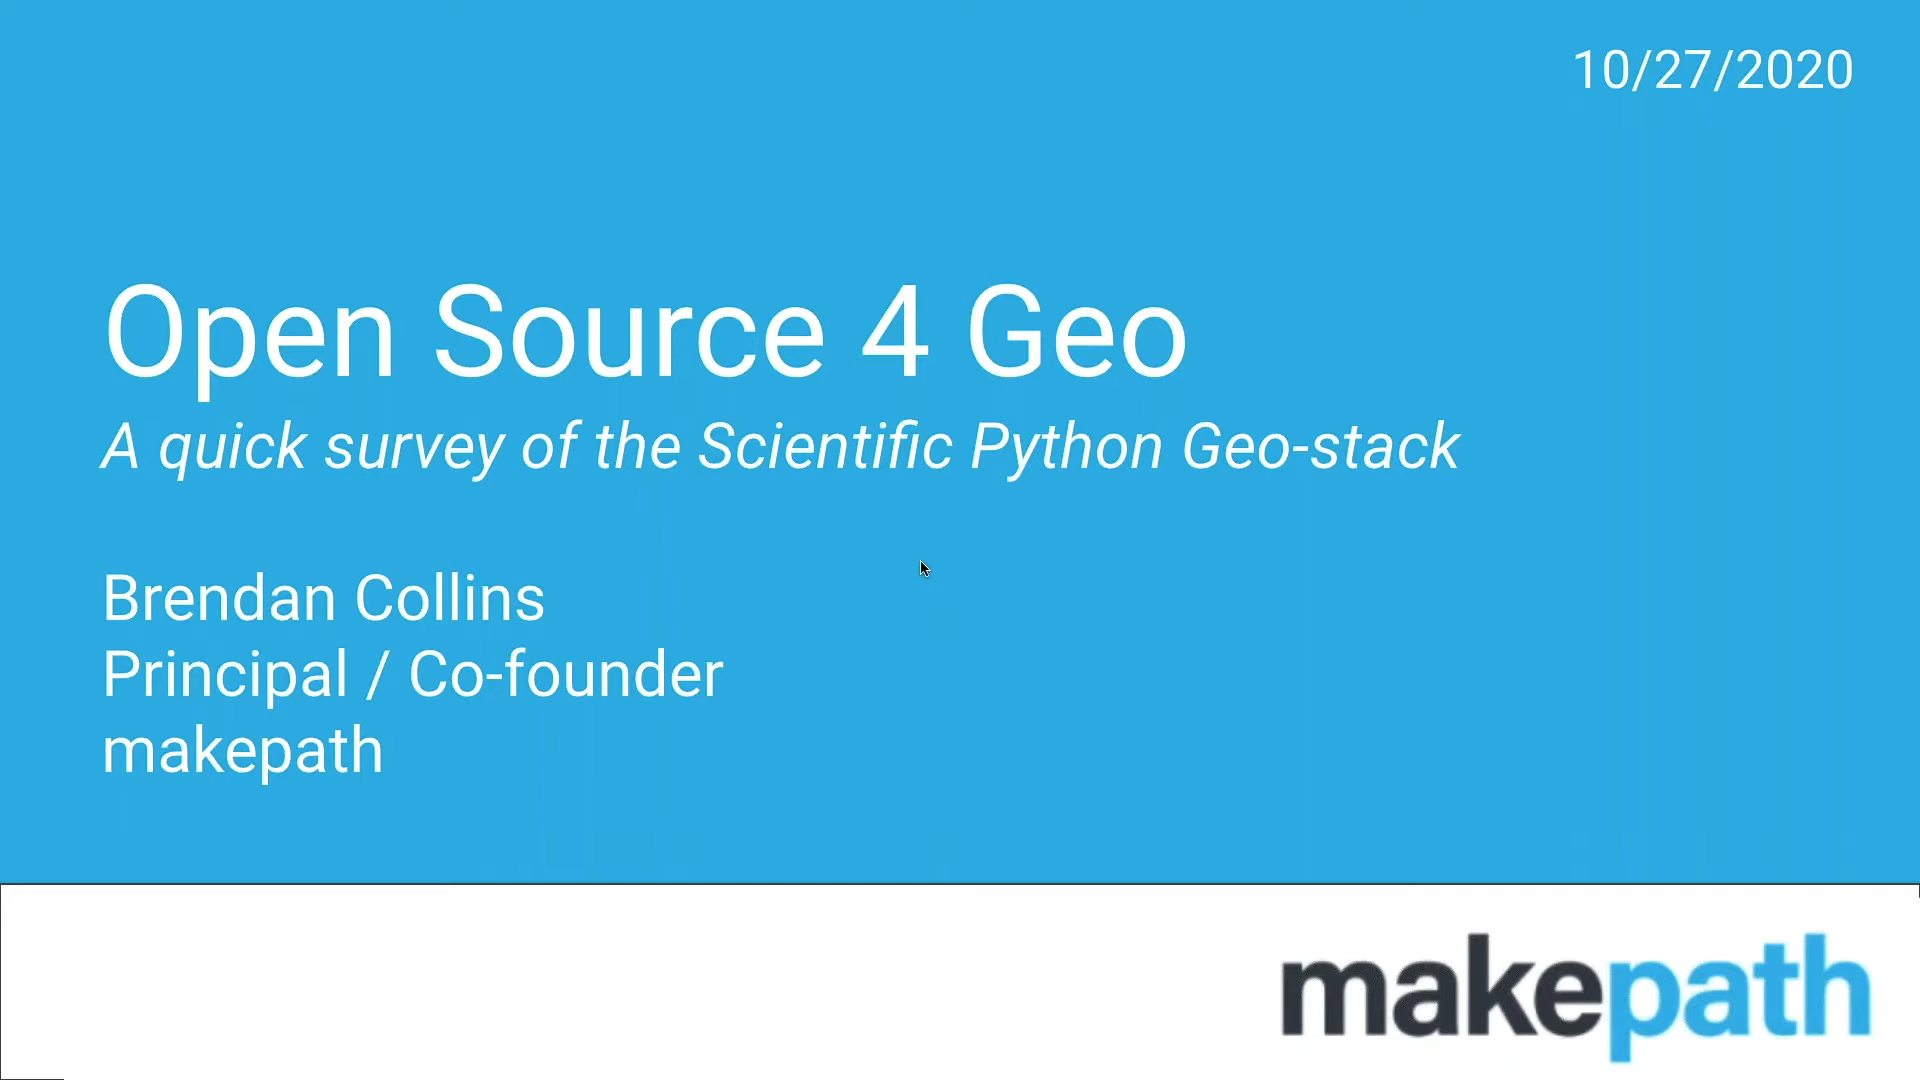 10/27/2020
Open Source 4 Geo
A quick survey of the Scientific Python Geo-stack
Brendan Collins
Principal / Co-founder
makepath
makepath